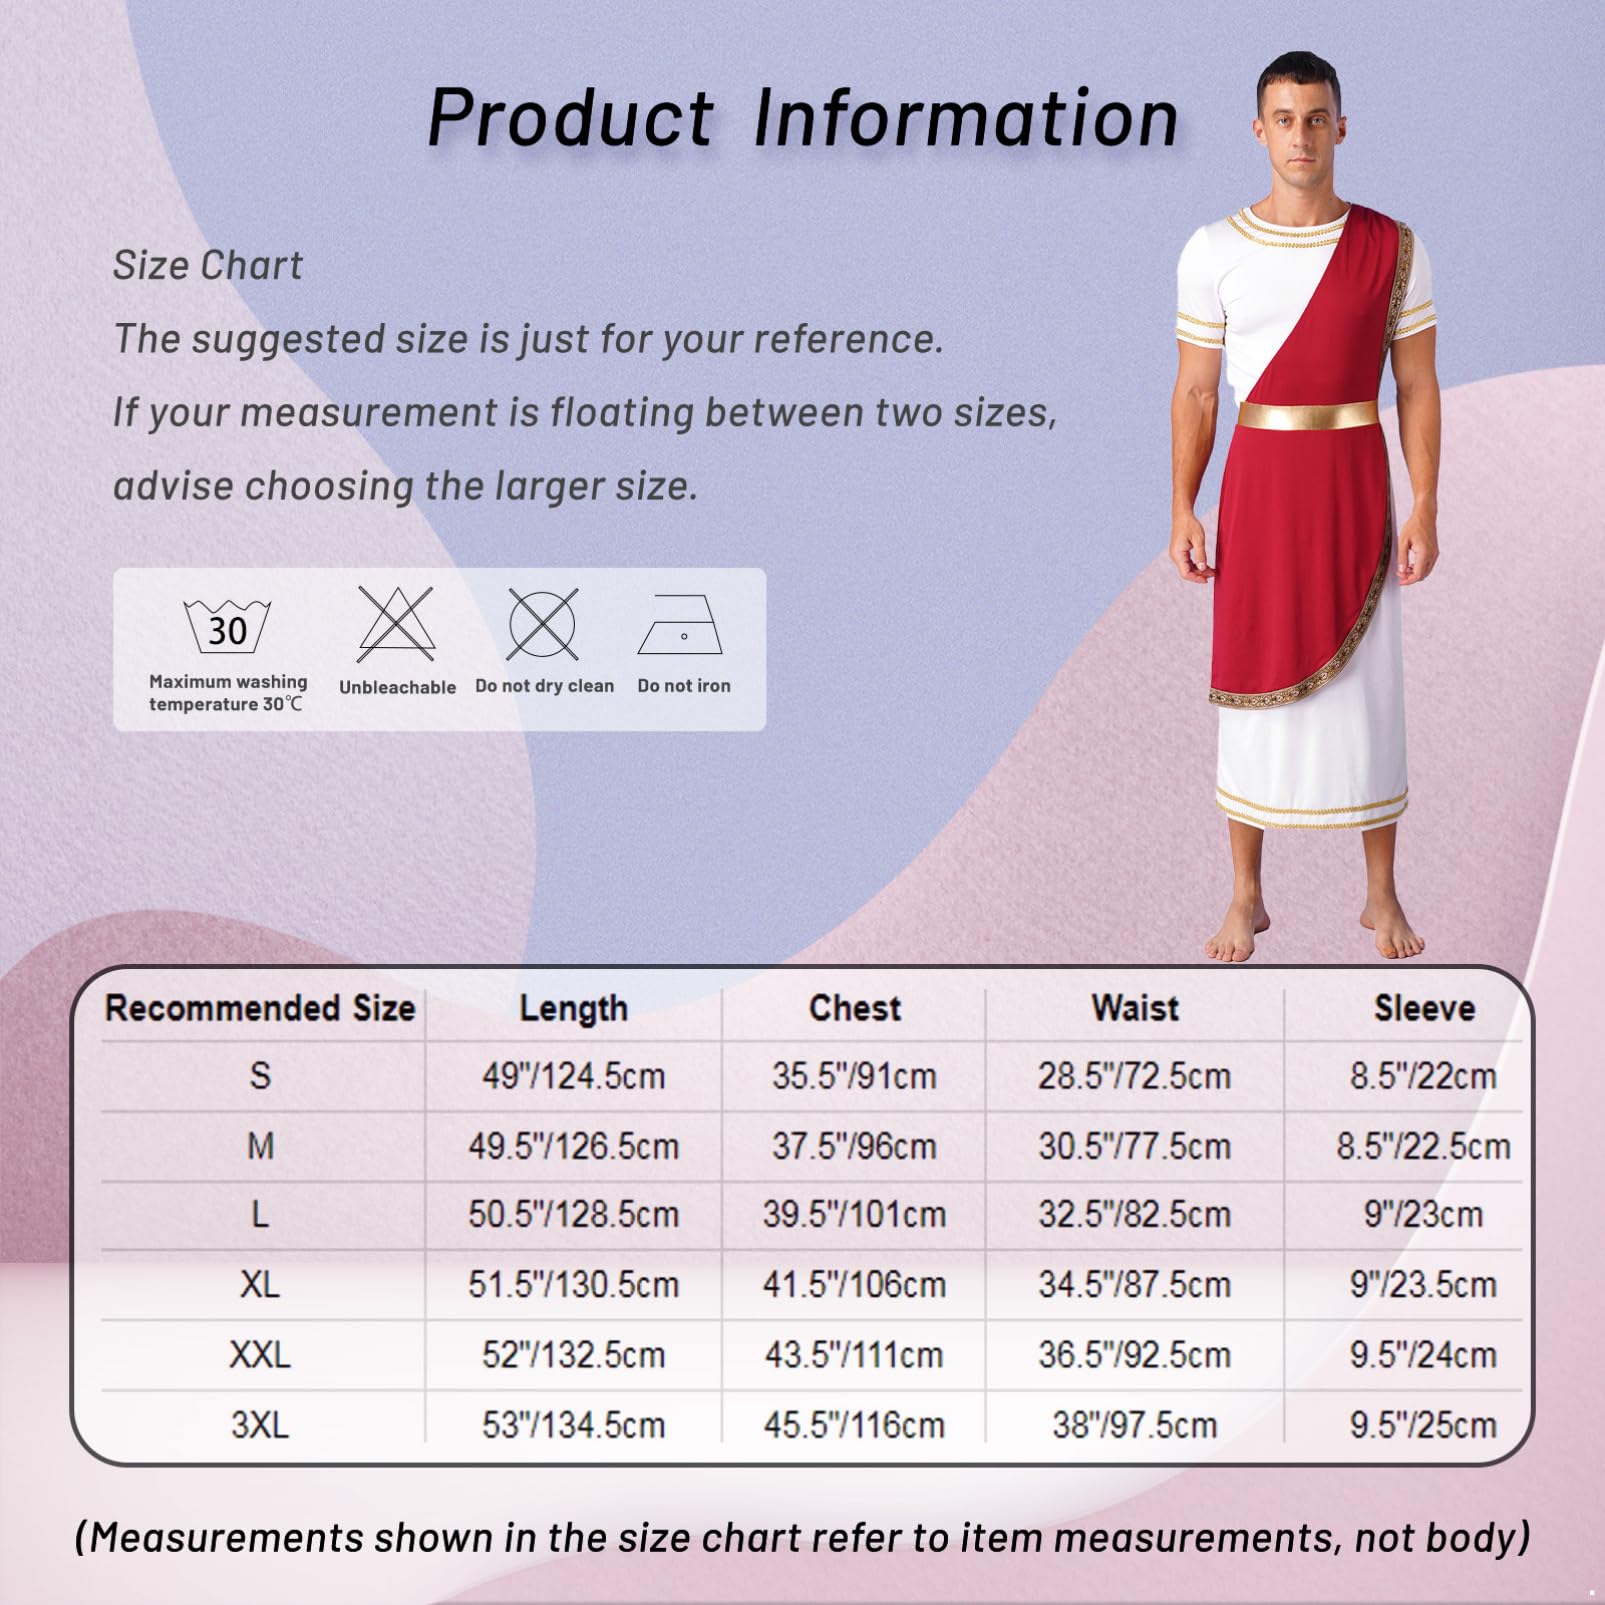 Product Information
Size Chart
The suggested size is just for your reference.
If your measurement is floating between two sizes,
advise choosing the larger size.
30
Maximum washing
temperature 30℃
Unbleachable
Do not dry clean
Do not iron
Recommended Size Length Chest Waist Sleeve
S 49"/124.5cm 35.5"/91cm 28.5"/72.5cm 8.5"/22cm
M 49.5"/126.5cm 37.5"/96cm 30.5"/77.5cm 8.5"/22.5cm
L 50.5"/128.5cm 39.5"/101cm 32.5"/82.5cm 9"/23cm
XL 51.5"/130.5cm 41.5"/106cm 34.5"/87.5cm 9"/23.5cm
XXL 52"/132.5cm 43.5"/111cm 36.5"/92.5cm 9.5"/24cm
3XL 53"/134.5cm 45.5"/116cm 38"/97.5cm 9.5"/25cm
(Measurements shown in the size chart refer to item measurements, not body)